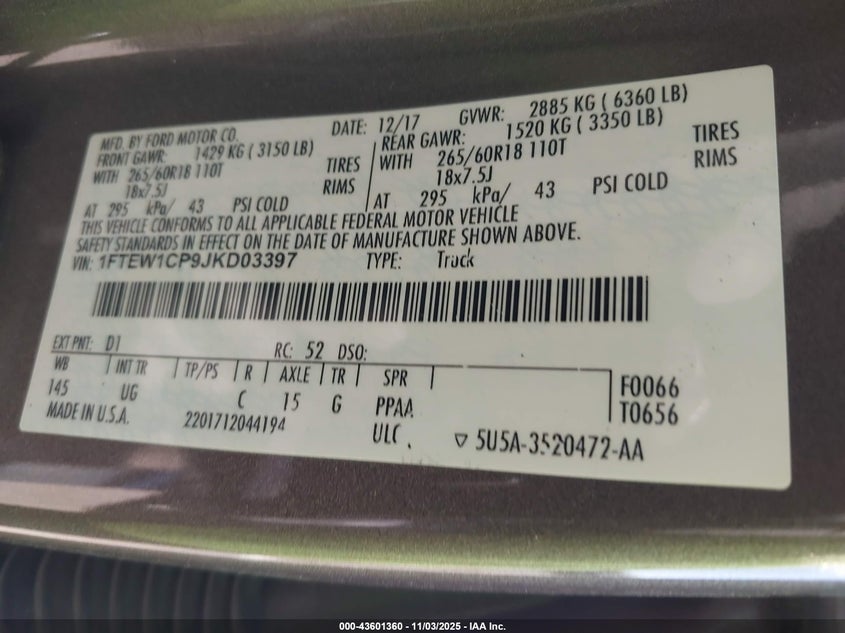 MFD. BY FORD MOTOR CO.
DATE: 12/17
GVWR: 2885 KG ( 6360 LB)
FRONT GAWR: 1429 KG ( 3150 LB)
WITH 265/60R18 110T TIRES
18x7.5J RIMS
AT 295 kPa/ 43 PSI COLD
REAR GAWR: 1520 KG ( 3350 LB)
WITH 265/60R18 110T TIRES
18x7.5J RIMS
AT 295 kPa/ 43 PSI COLD
THIS VEHICLE CONFORMS TO ALL APPLICABLE FEDERAL MOTOR VEHICLE
SAFETY STANDARDS IN EFFECT ON THE DATE OF MANUFACTURE SHOWN ABOVE.
VIN: 1FTEW1CP9JKD03397 TYPE: Truck
EXT PNT: D1 RC: 52 DSO:
WB INT TR TP/PS R AXLE TR SPR
145 UG C 15 G PPAA
F0066
T0656
MADE IN U.S.A. 2201712044194 ULC
5U5A-3520472-AA
000-43601360 - 11/03/2025 - IAA Inc.